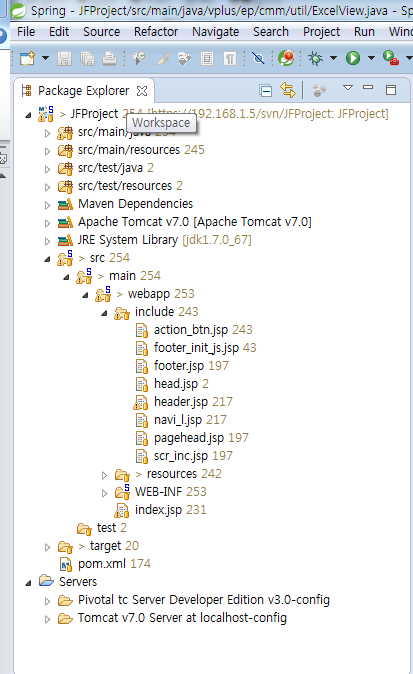 Spring - JFProject/src/main/java/vplus/ep/cmm/util/ExcelView.java - Sp
File Edit Source Refactor Navigate Search Project Run Win
Package Explorer
> JFProject 254 [https://192.168.1.5/svn/JFProject: JFProject]
Workspace
src/main/java 254
src/main/resources 245
src/test/java 2
src/test/resources 2
Maven Dependencies
Apache Tomcat v7.0 [Apache Tomcat v7.0]
JRE System Library [jdk1.7.0_67]
> src 254
> main 254
> webapp 253
include 243
action_btn.jsp 243
footer_init_js.jsp 43
footer.jsp 197
head.jsp 2
header.jsp 217
navi_l.jsp 217
pagehead.jsp 197
scr_inc.jsp 197
> resources 242
WEB-INF 253
index.jsp 231
test 2
> target 20
pom.xml 174
Servers
Pivotal tc Server Developer Edition v3.0-config
Tomcat v7.0 Server at localhost-config